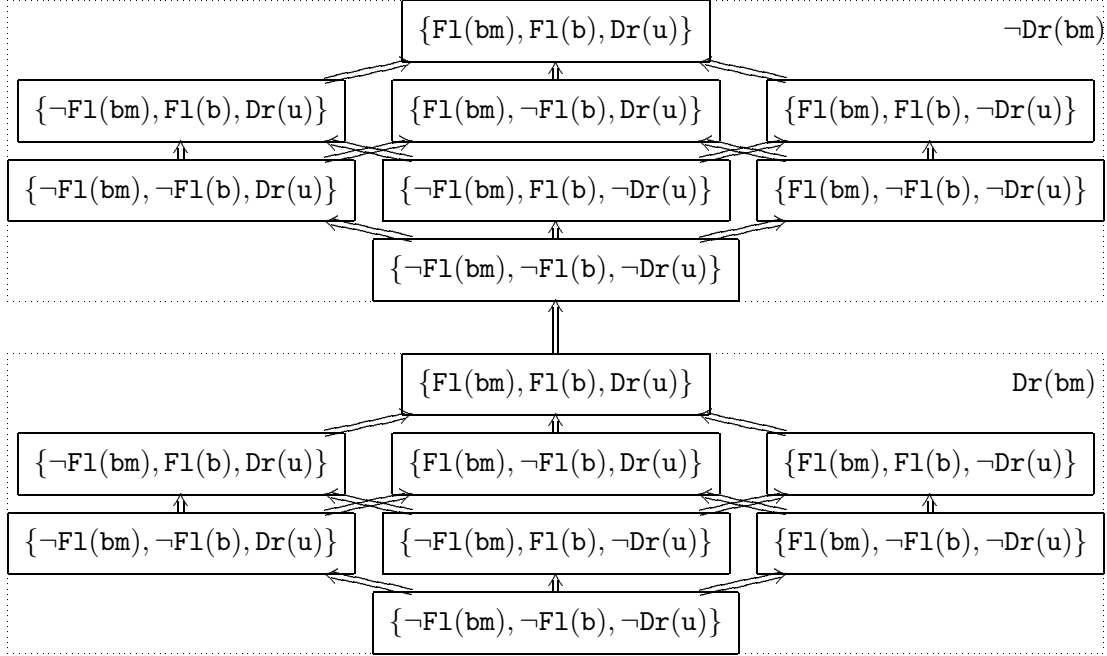 {Fl(bm), Fl(b), Dr(u)} ¬Dr(bm)
{¬Fl(bm), Fl(b), Dr(u)} {Fl(bm), ¬Fl(b), Dr(u)} {Fl(bm), Fl(b), ¬Dr(u)}
{¬Fl(bm), ¬Fl(b), Dr(u)} {¬Fl(bm), Fl(b), ¬Dr(u)} {Fl(bm), ¬Fl(b), ¬Dr(u)}
{¬Fl(bm), ¬Fl(b), ¬Dr(u)}
{Fl(bm), Fl(b), Dr(u)} Dr(bm)
{¬Fl(bm), Fl(b), Dr(u)} {Fl(bm), ¬Fl(b), Dr(u)} {Fl(bm), Fl(b), ¬Dr(u)}
{¬Fl(bm), ¬Fl(b), Dr(u)} {¬Fl(bm), Fl(b), ¬Dr(u)} {Fl(bm), ¬Fl(b), ¬Dr(u)}
{¬Fl(bm), ¬Fl(b), ¬Dr(u)}